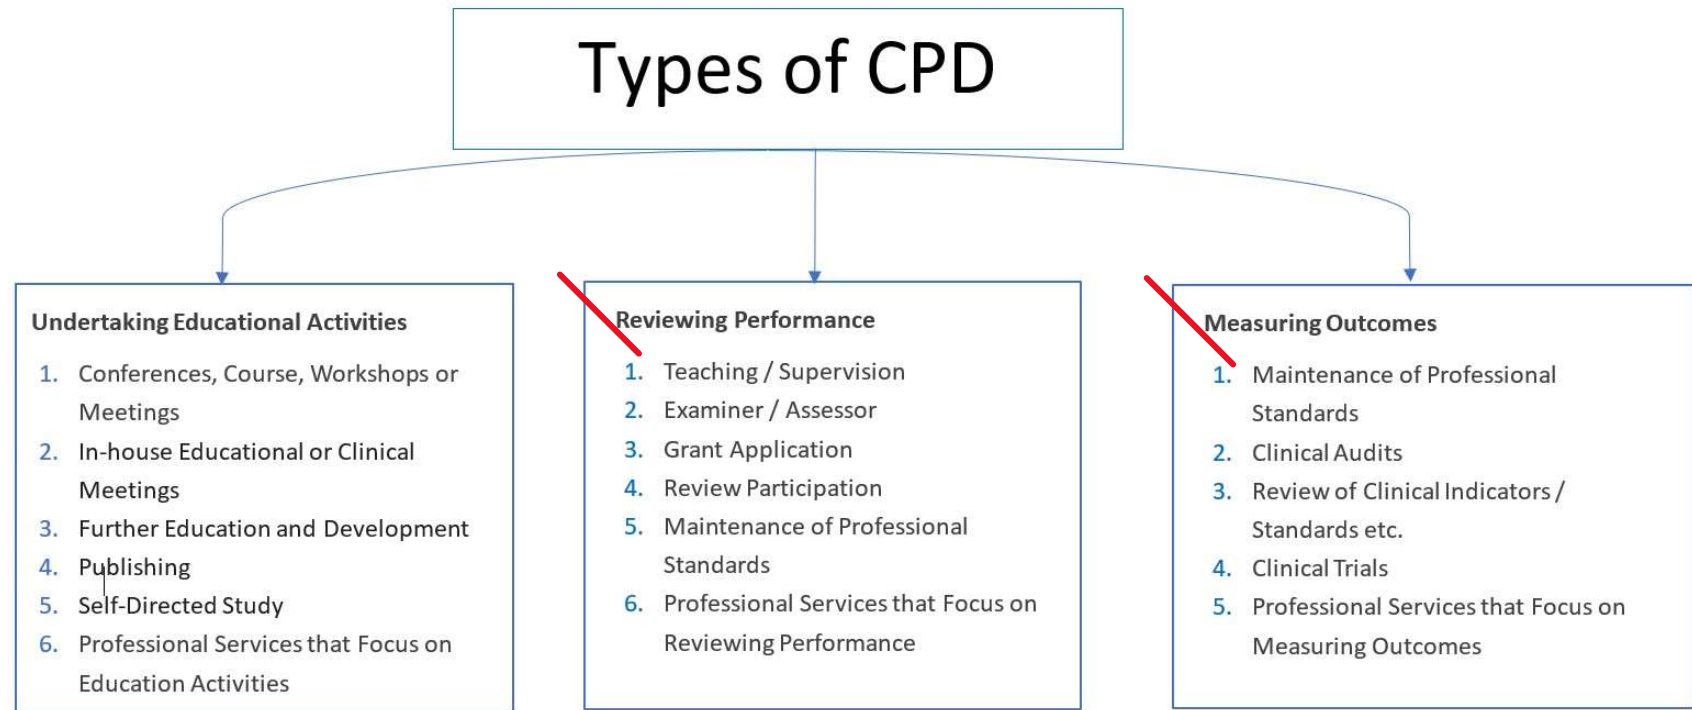 Types of CPD
Undertaking Educational Activities
1. Conferences, Course, Workshops or
Meetings
2. In-house Educational or Clinical
Meetings
3. Further Education and Development
4. Publishing
5. Self-Directed Study
6. Professional Services that Focus on
Education Activities
Reviewing Performance
1. Teaching / Supervision
2. Examiner / Assessor
3. Grant Application
4. Review Participation
5. Maintenance of Professional
Standards
6. Professional Services that Focus on
Reviewing Performance
Measuring Outcomes
1. Maintenance of Professional
Standards
2. Clinical Audits
3. Review of Clinical Indicators /
Standards etc.
4. Clinical Trials
5. Professional Services that Focus on
Measuring Outcomes